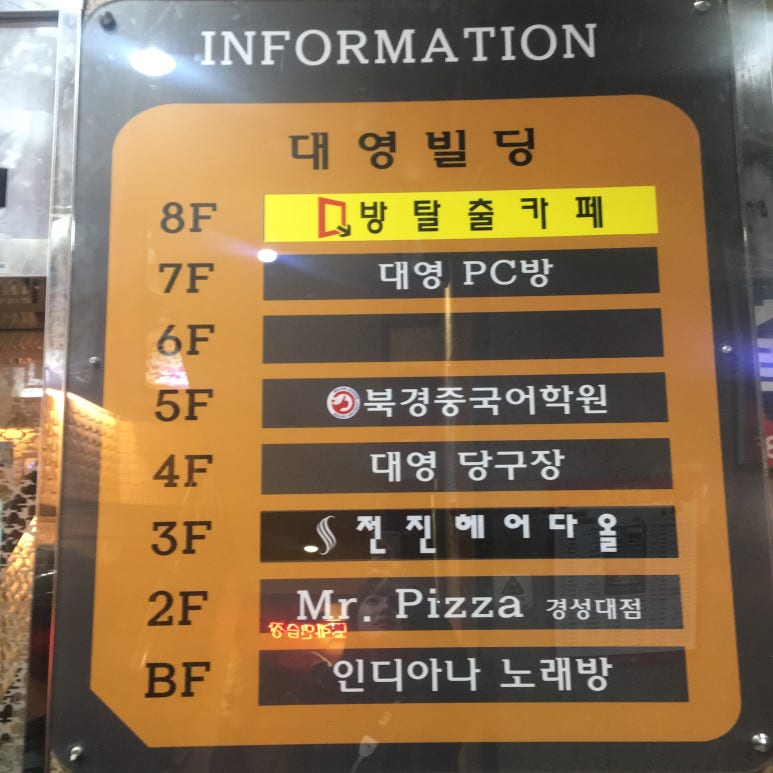 INFORMATION
대영빌딩
8F 방탈출카페
7F 대영 PC방
6F
5F 북경중국어학원
4F 대영 당구장
3F 전진헤어다올
2F Mr. Pizza 경성대점
BF 인디아나 노래방